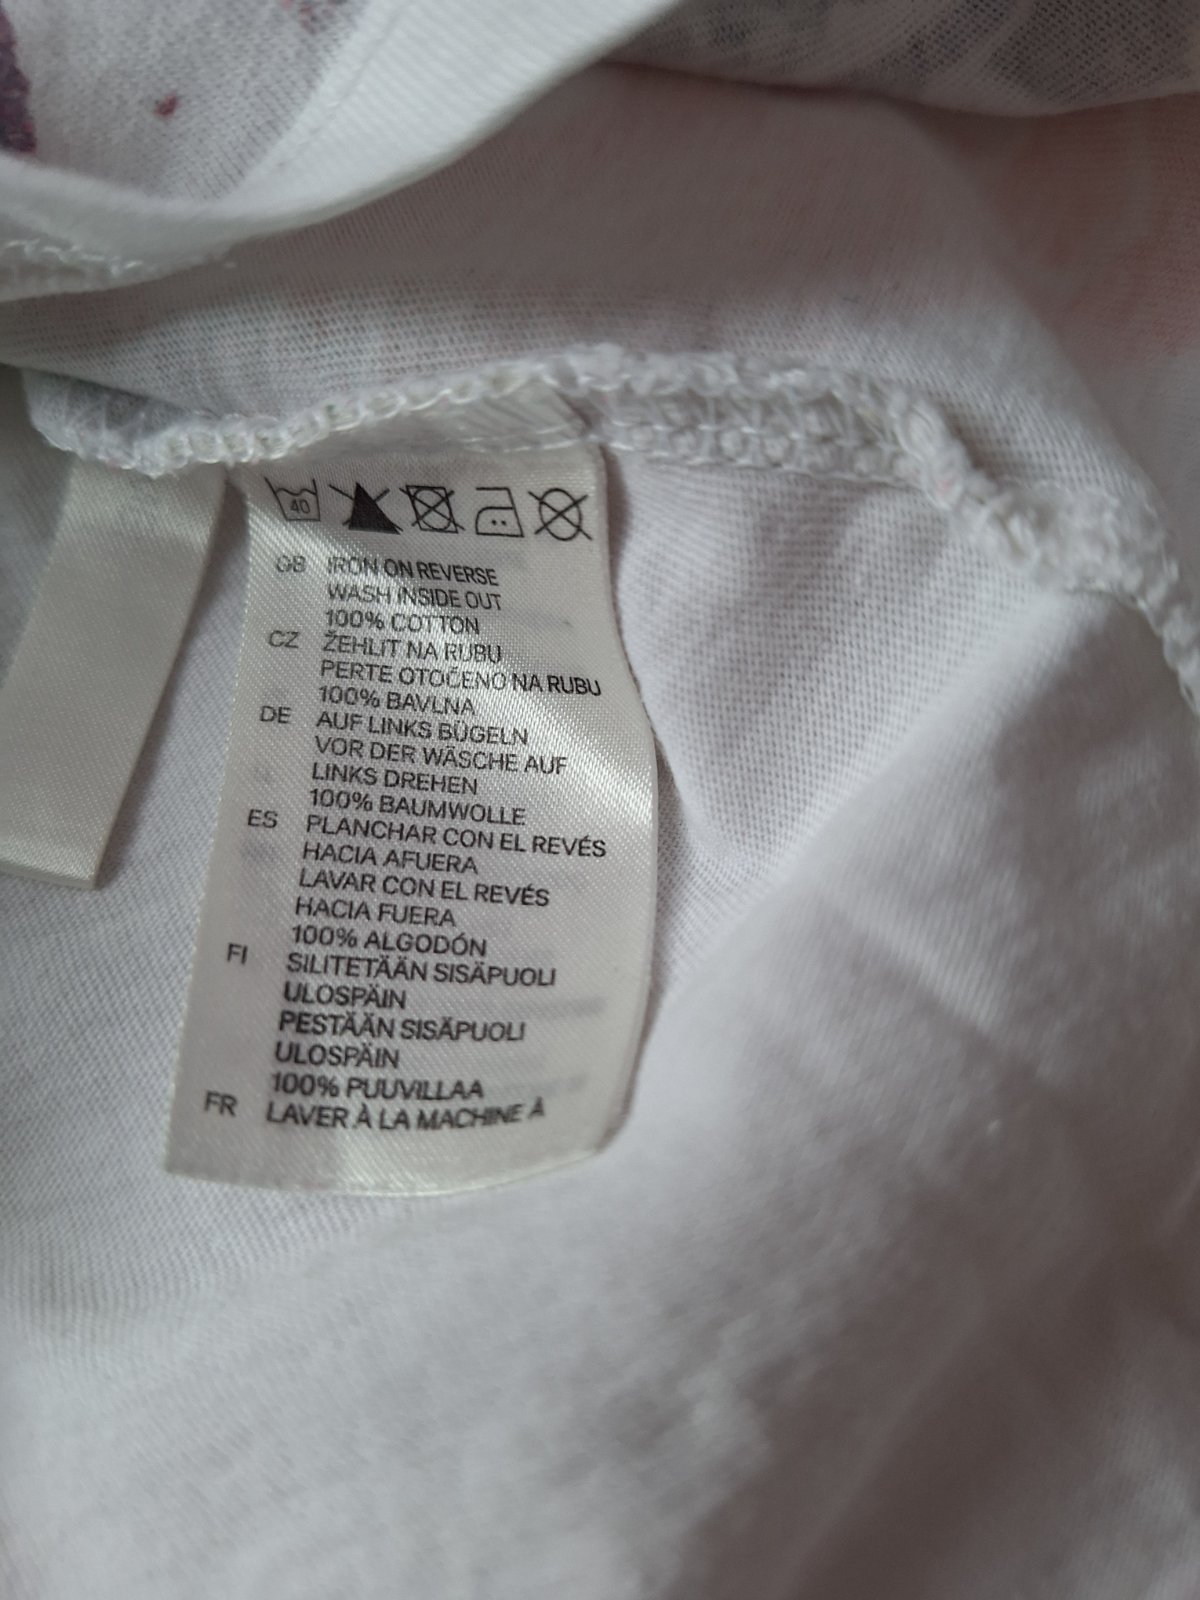 40
GB IRON ON REVERSE
WASH INSIDE OUT
100% COTTON
CZ ŽEHLIT NA RUBU
PERTE OTOČENO NA RUBU
100% BAVLNA
DE AUF LINKS BÜGELN
VOR DER WÄSCHE AUF
LINKS DREHEN
100% BAUMWOLLE
ES PLANCHAR CON EL REVÉS
HACIA AFUERA
LAVAR CON EL REVÉS
HACIA FUERA
100% ALGODÓN
FI SILITETÄÄN SISÄPUOLI
ULOSPÄIN
PESTÄÄN SISÄPUOLI
ULOSPÄIN
100% PUUVILLAA
FR LAVER À LA MACHINE À